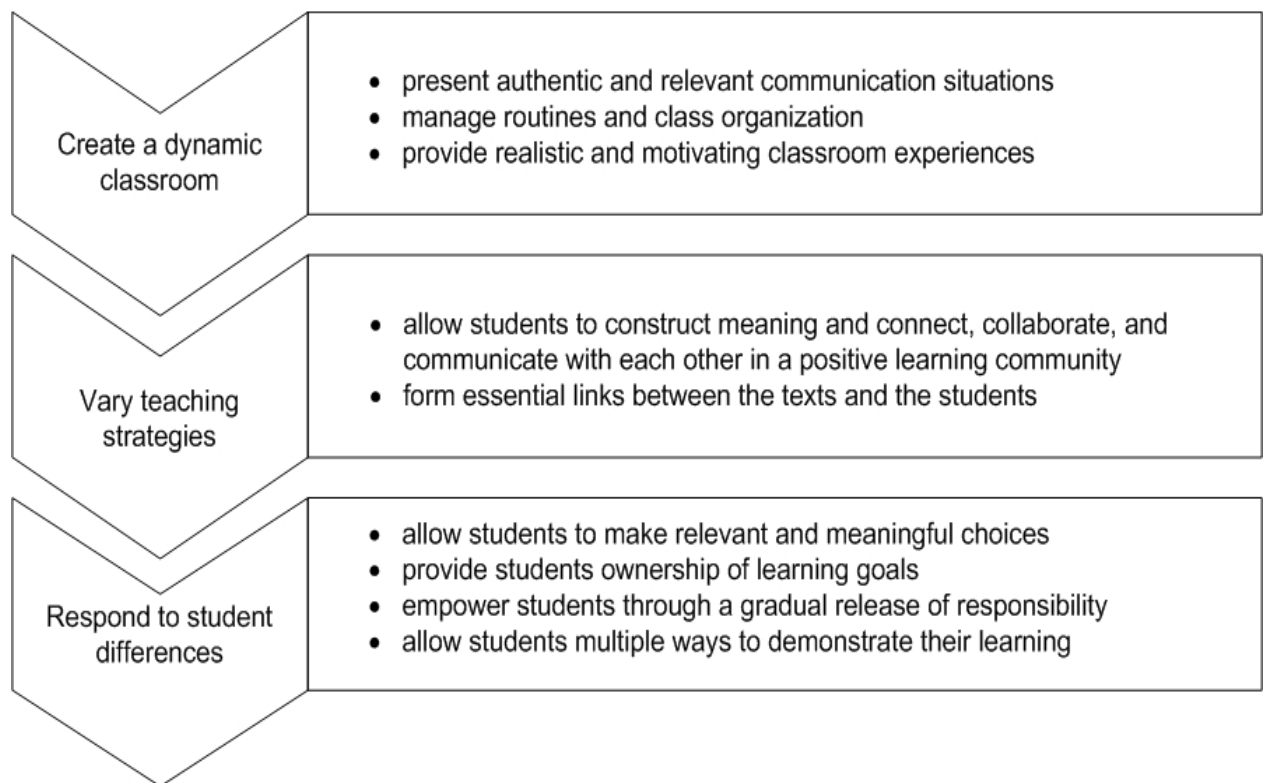 Create a dynamic
classroom
• present authentic and relevant communication situations
• manage routines and class organization
• provide realistic and motivating classroom experiences
Vary teaching
strategies
• allow students to construct meaning and connect, collaborate, and
communicate with each other in a positive learning community
• form essential links between the texts and the students
Respond to student
differences
• allow students to make relevant and meaningful choices
• provide students ownership of learning goals
• empower students through a gradual release of responsibility
• allow students multiple ways to demonstrate their learning